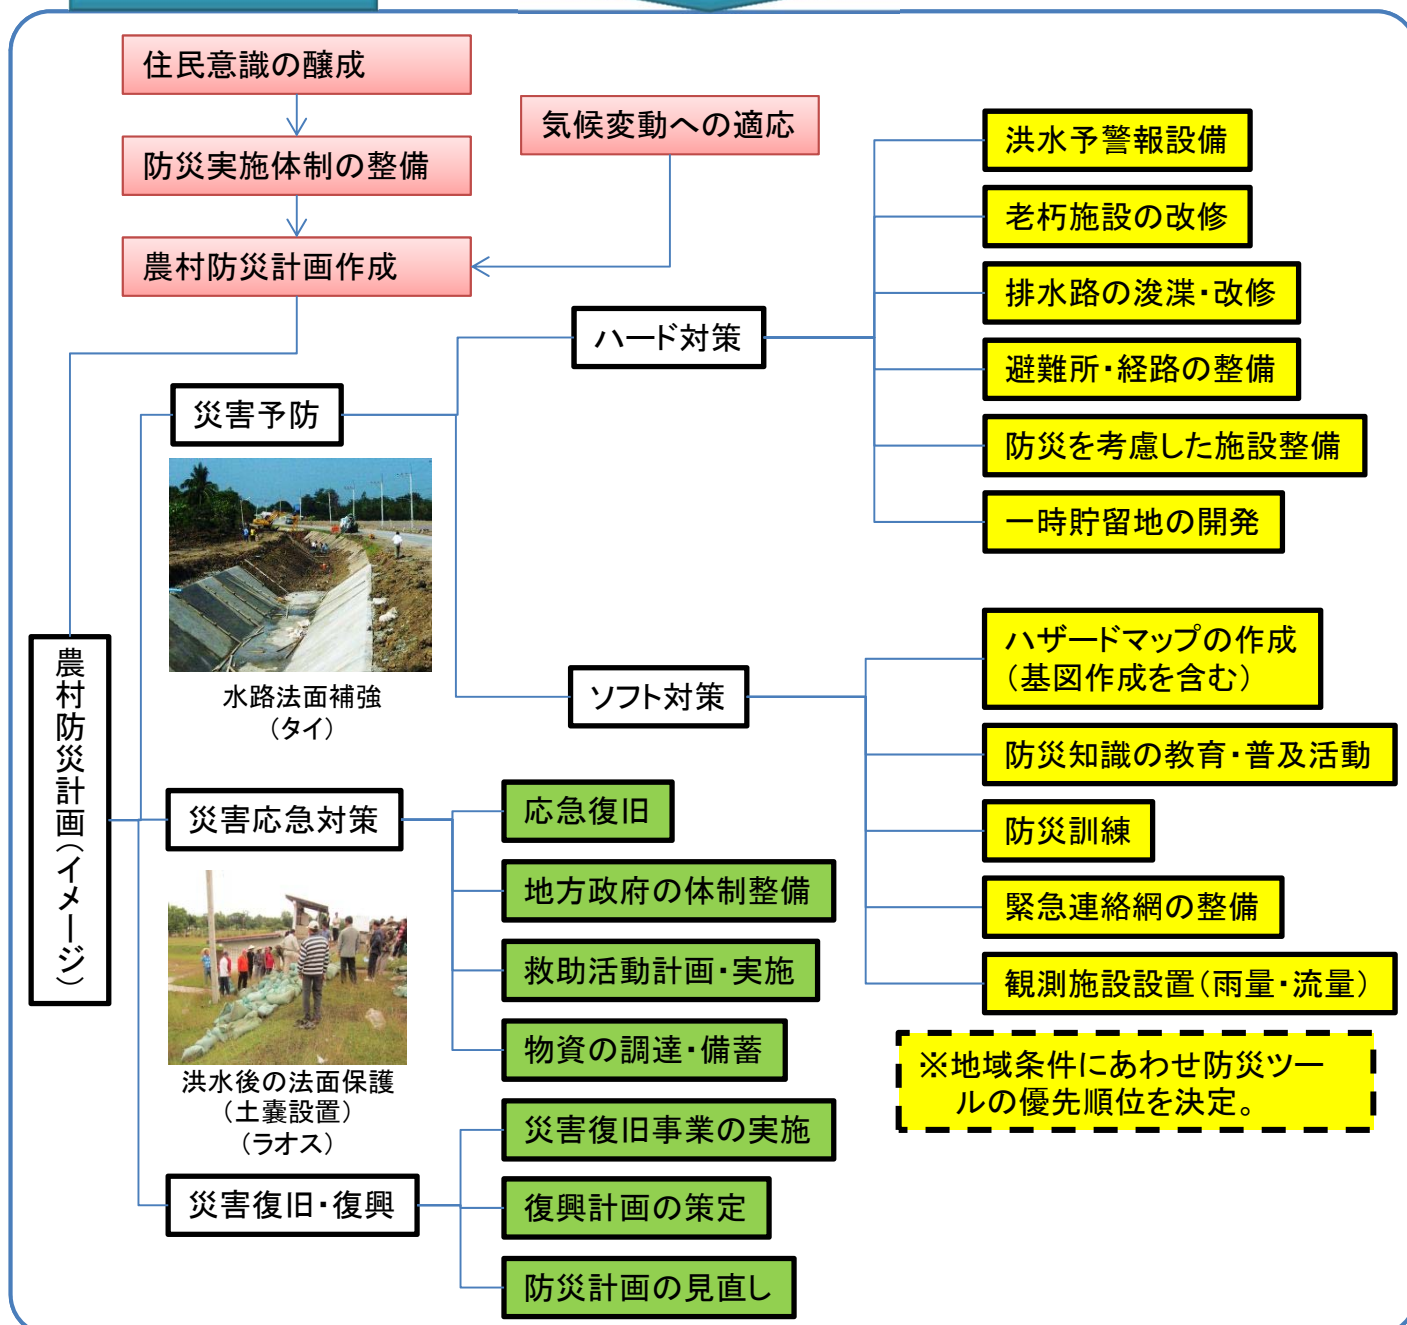 住民意識の醸成
防災実施体制の整備
農村防災計画作成
気候変動への適応
農村防災計画(イメージ)
災害予防
水路法面補強
(タイ)
ハード対策
洪水予警報設備
老朽施設の改修
排水路の浚渫・改修
避難所・経路の整備
防災を考慮した施設整備
一時貯留地の開発
ソフト対策
ハザードマップの作成
(基図作成を含む)
防災知識の教育・普及活動
防災訓練
緊急連絡網の整備
観測施設設置(雨量・流量)
※地域条件にあわせ防災ツー
ルの優先順位を決定。
災害応急対策
洪水後の法面保護
(土嚢設置)
(ラオス)
応急復旧
地方政府の体制整備
救助活動計画・実施
物資の調達・備蓄
災害復旧・復興
災害復旧事業の実施
復興計画の策定
防災計画の見直し